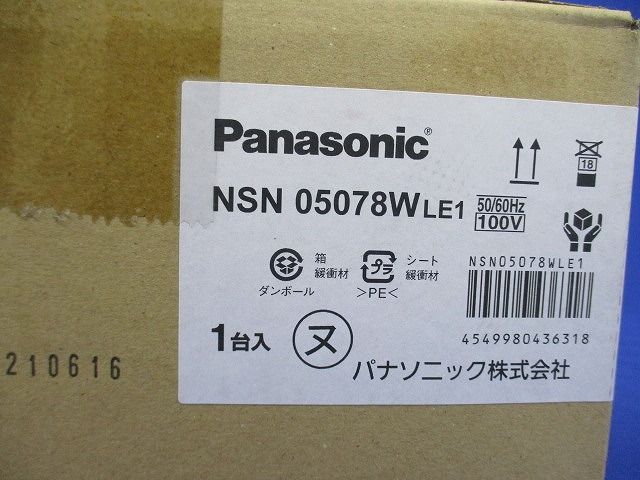 Panasonic®
NSN 05078WLE1
50/60Hz
100V
18
NSN05078WLE1
箱
緩衝材
ダンボール
プラ
シート
緩衝材
>PE<
4549980436318
1台入
ヌ
パナソニック株式会社
210616